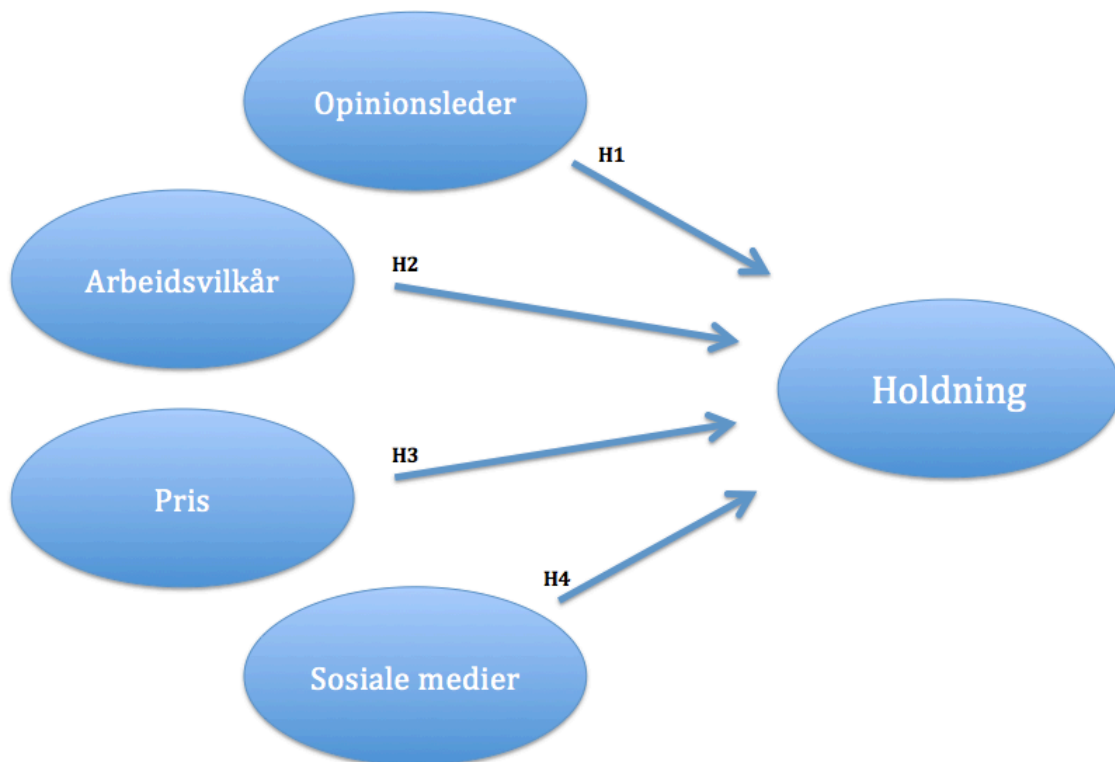 Opinionsleder
H1
Arbeidsvilkår
H2
Holdning
H3
Pris
H4
Sosiale medier